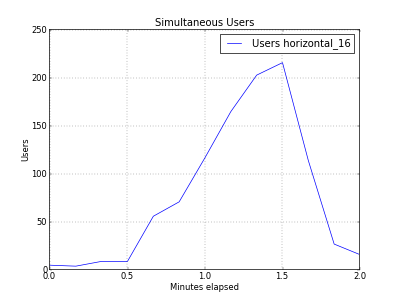 Simultaneous Users
Users horizontal_16
250
200
150
100
50
0
Users
0.0 0.5 1.0 1.5 2.0
Minutes elapsed